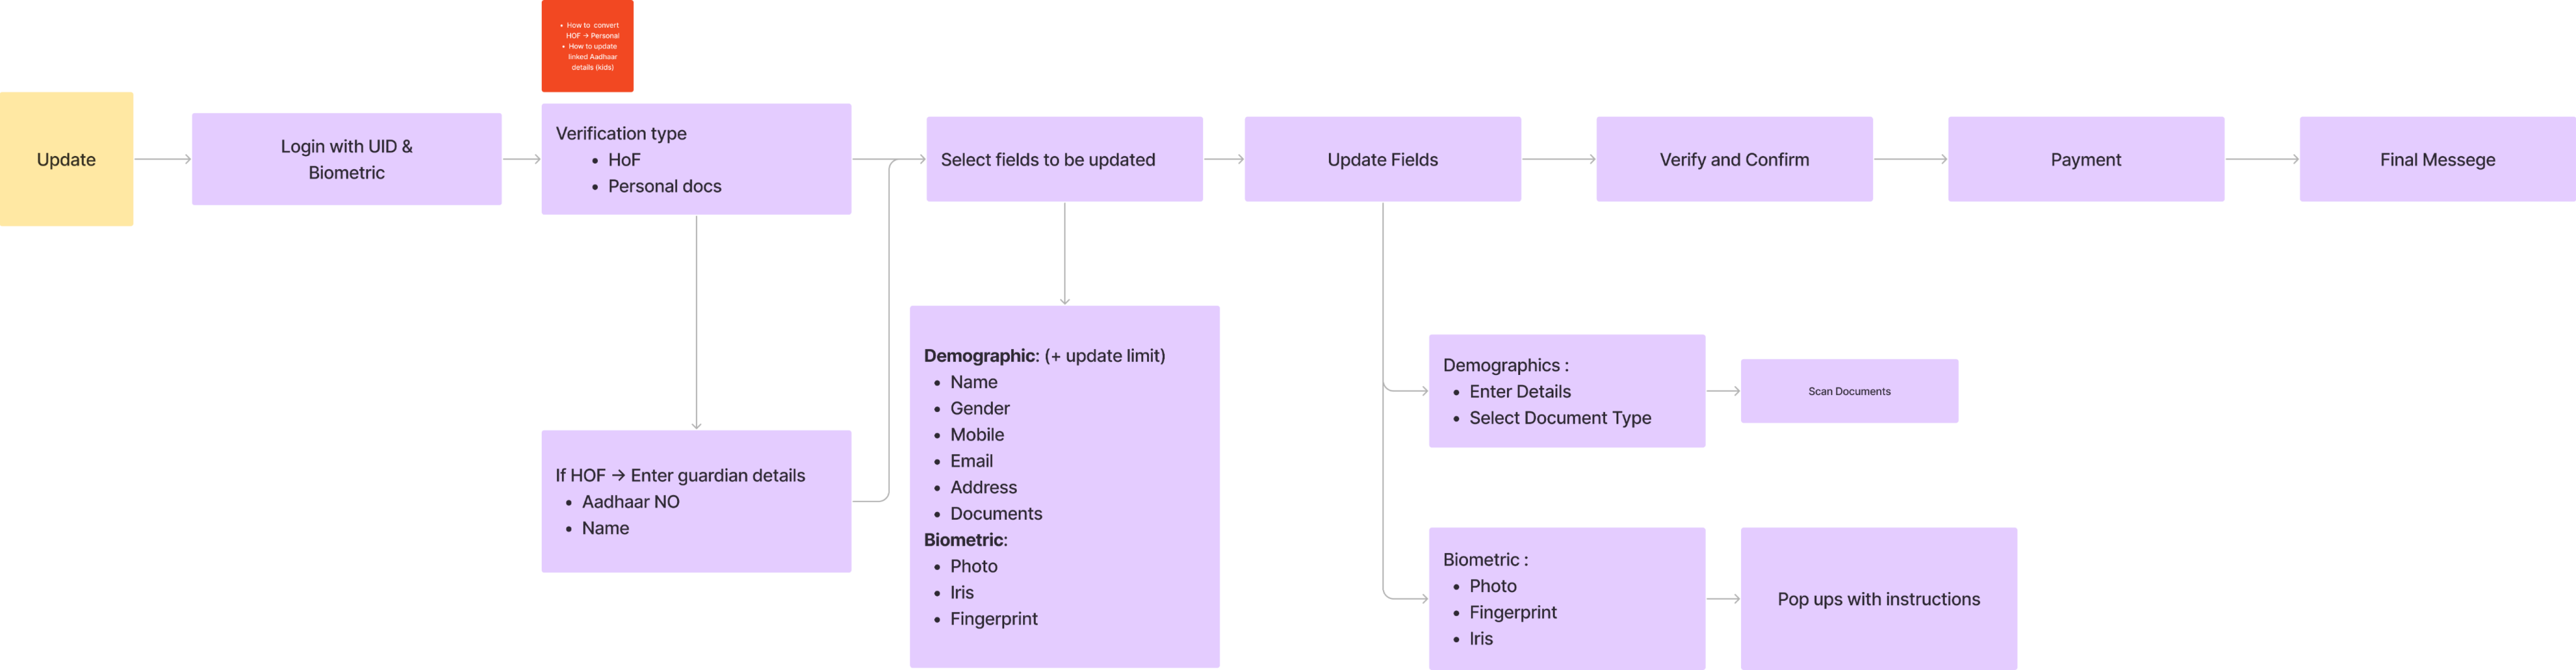 • How to convert
HOF → Personal
• How to update
linked Aadhaar
details (kids)
Update
Login with UID &
Biometric
Verification type
• HoF
• Personal docs
Select fields to be updated
Update Fields
Verify and Confirm
Payment
Final Messege
If HOF → Enter guardian details
• Aadhaar NO
• Name
Demographic: (+ update limit)
• Name
• Gender
• Mobile
• Email
• Address
• Documents
Biometric:
• Photo
• Iris
• Fingerprint
Demographics :
• Enter Details
• Select Document Type
Scan Documents
Biometric :
• Photo
• Fingerprint
• Iris
Pop ups with instructions